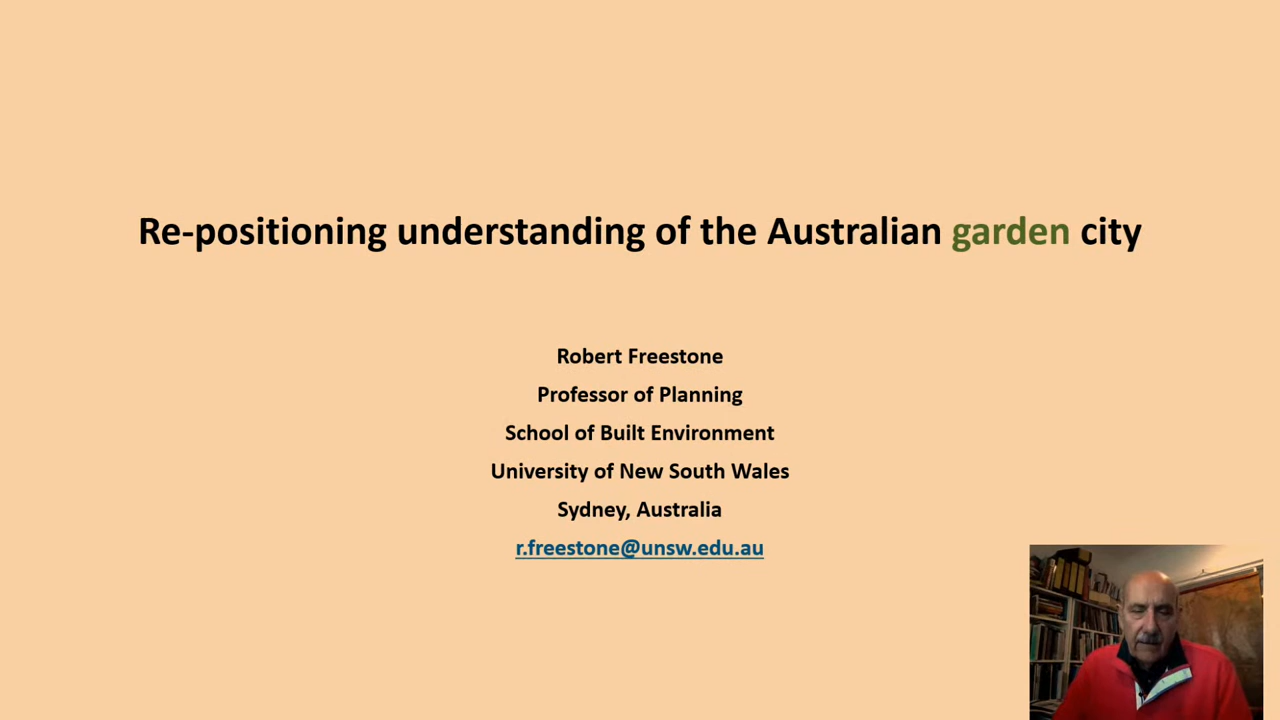 Re-positioning understanding of the Australian garden city
Robert Freestone
Professor of Planning
School of Built Environment
University of New South Wales
Sydney, Australia
r.freestone@unsw.edu.au